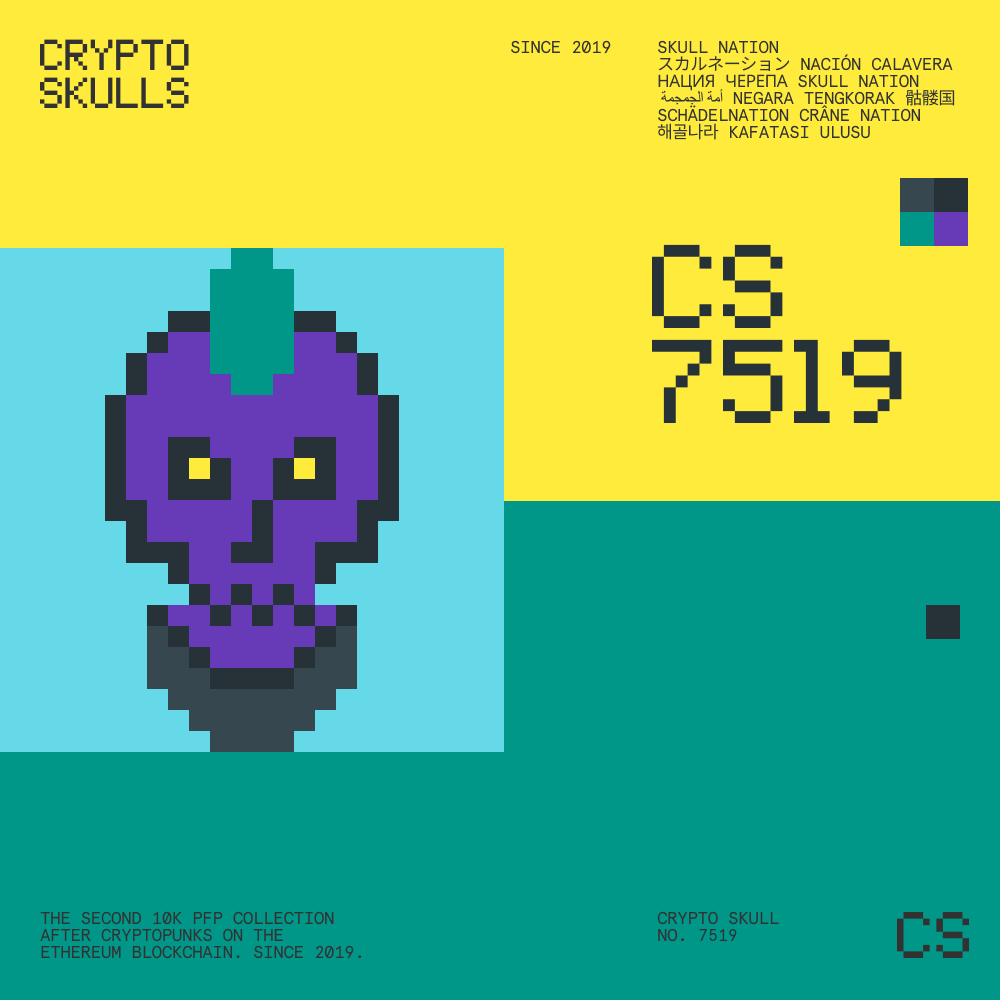 CRYPTO
SKULLS
SINCE 2019
SKULL NATION
スカルネーション NACIÓN CALAVERA
НАЦИЯ ЧЕРЕПА SKULL NATION
أمة الجمجمة NEGARA TENGKORAK 骷髅国
SCHÄDELNATION CRÂNE NATION
해골나라 KAFATASI ULUSU
CS
7519
THE SECOND 10K PFP COLLECTION
AFTER CRYPTOPUNKS ON THE
ETHEREUM BLOCKCHAIN. SINCE 2019.
CRYPTO SKULL
NO. 7519
CS